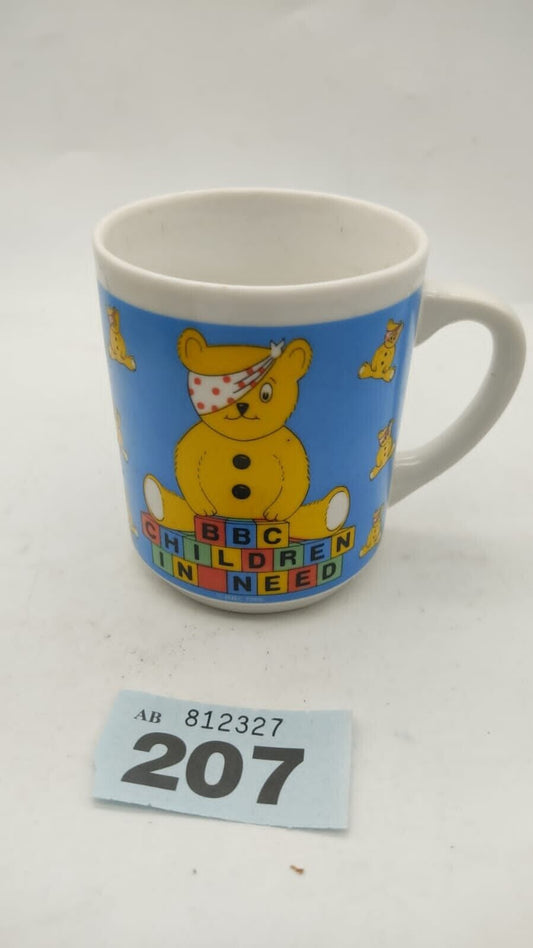 BBC
CHILDREN
IN NEED
AB 812327
207